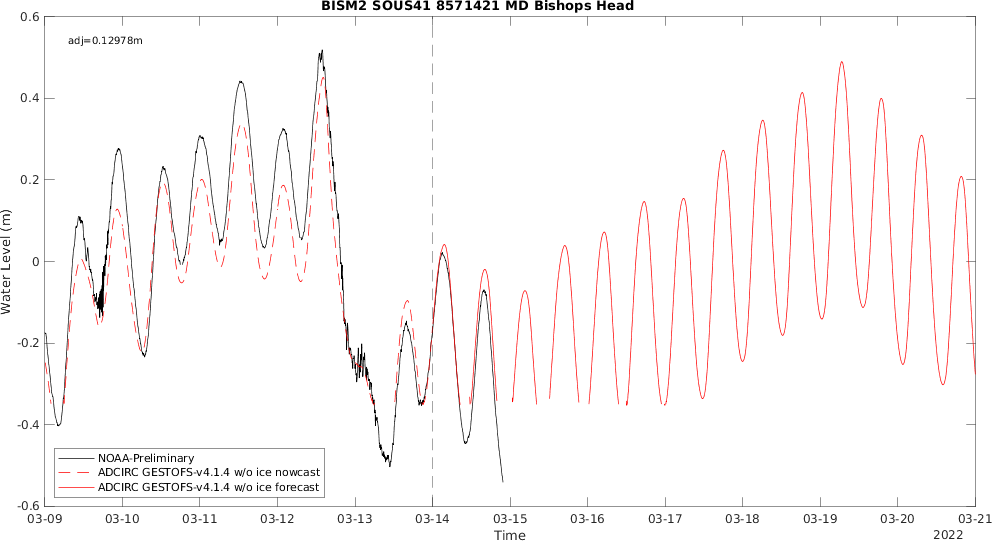 BISM2 SOUS41 8571421 MD Bishops Head
adj=0.12978m
0.6
0.4
0.2
0
-0.2
-0.4
-0.6
Water Level (m)
NOAA-Preliminary
ADCIRC GESTOFS-v4.1.4 w/o ice nowcast
ADCIRC GESTOFS-v4.1.4 w/o ice forecast
03-09 03-10 03-11 03-12 03-13 03-14 03-15 03-16 03-17 03-18 03-19 03-20 03-21
Time
2022